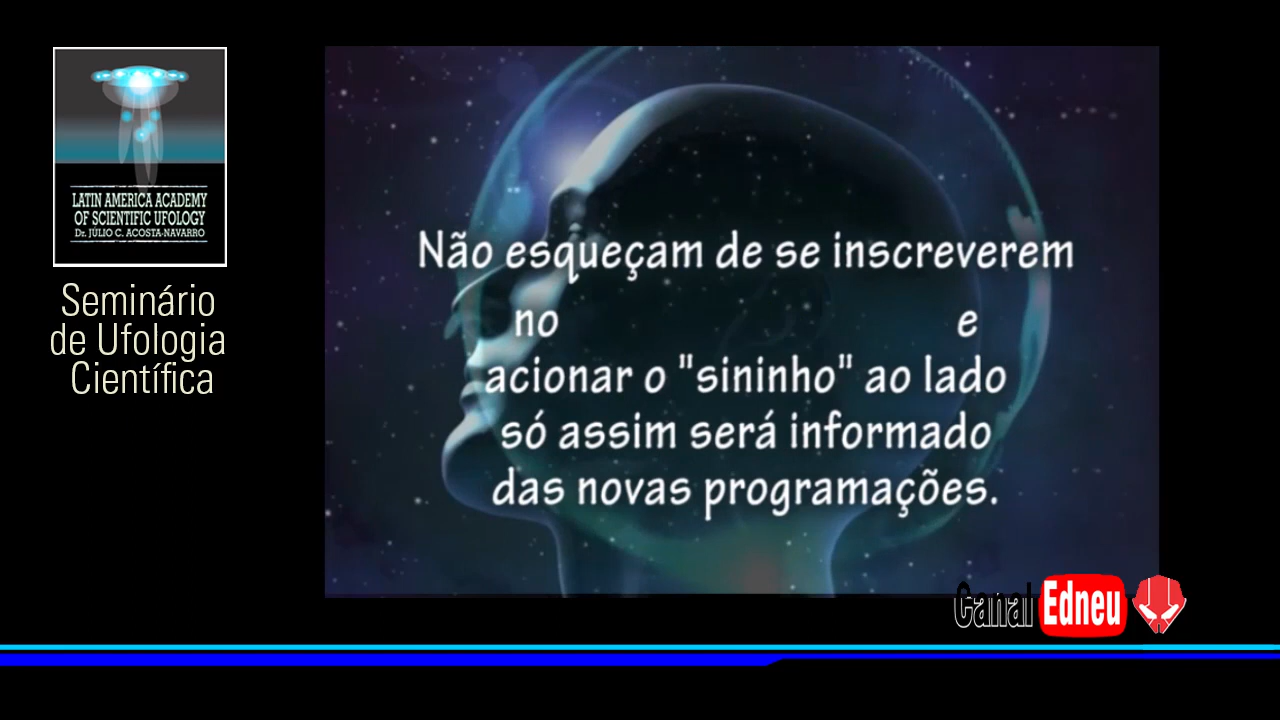 LATIN AMERICA ACADEMY
OF SCIENTIFIC UFOLOGY
Dr. JÚLIO C. ACOSTA-NAVARRO
Seminário
de Ufologia
Científica
Não esqueçam de se inscreverem
no e
acionar o "sininho" ao lado
só assim será informado
das novas programações.
Canal Edneu